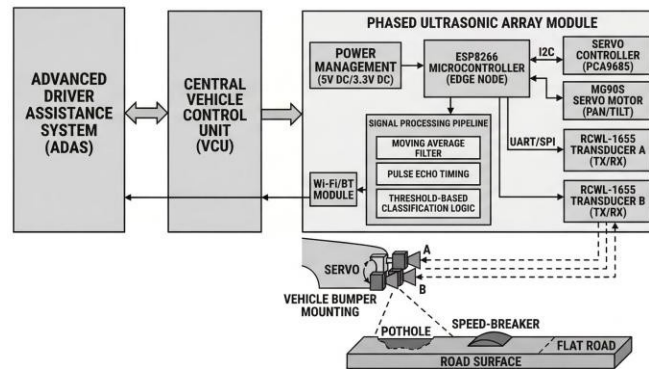 PHASED ULTRASONIC ARRAY MODULE
ADVANCED
DRIVER
ASSISTANCE
SYSTEM
(ADAS)
CENTRAL
VEHICLE
CONTROL
UNIT
(VCU)
POWER
MANAGEMENT
(5V DC/3.3V DC)
ESP8266
MICROCONTROLLER
(EDGE NODE)
I2C
SERVO
CONTROLLER
(PCA9685)
MG90S
SERVO MOTOR
(PAN/TILT)
SIGNAL PROCESSING PIPELINE
MOVING AVERAGE
FILTER
PULSE ECHO TIMING
THRESHOLD-BASED
CLASSIFICATION LOGIC
UART/SPI
RCWL-1655
TRANSDUCER A
(TX/RX)
Wi-Fi/BT
MODULE
RCWL-1655
TRANSDUCER B
(TX/RX)
A
SERVO
B
VEHICLE BUMPER
MOUNTING
POTHOLE
SPEED-BREAKER
FLAT ROAD
ROAD SURFACE